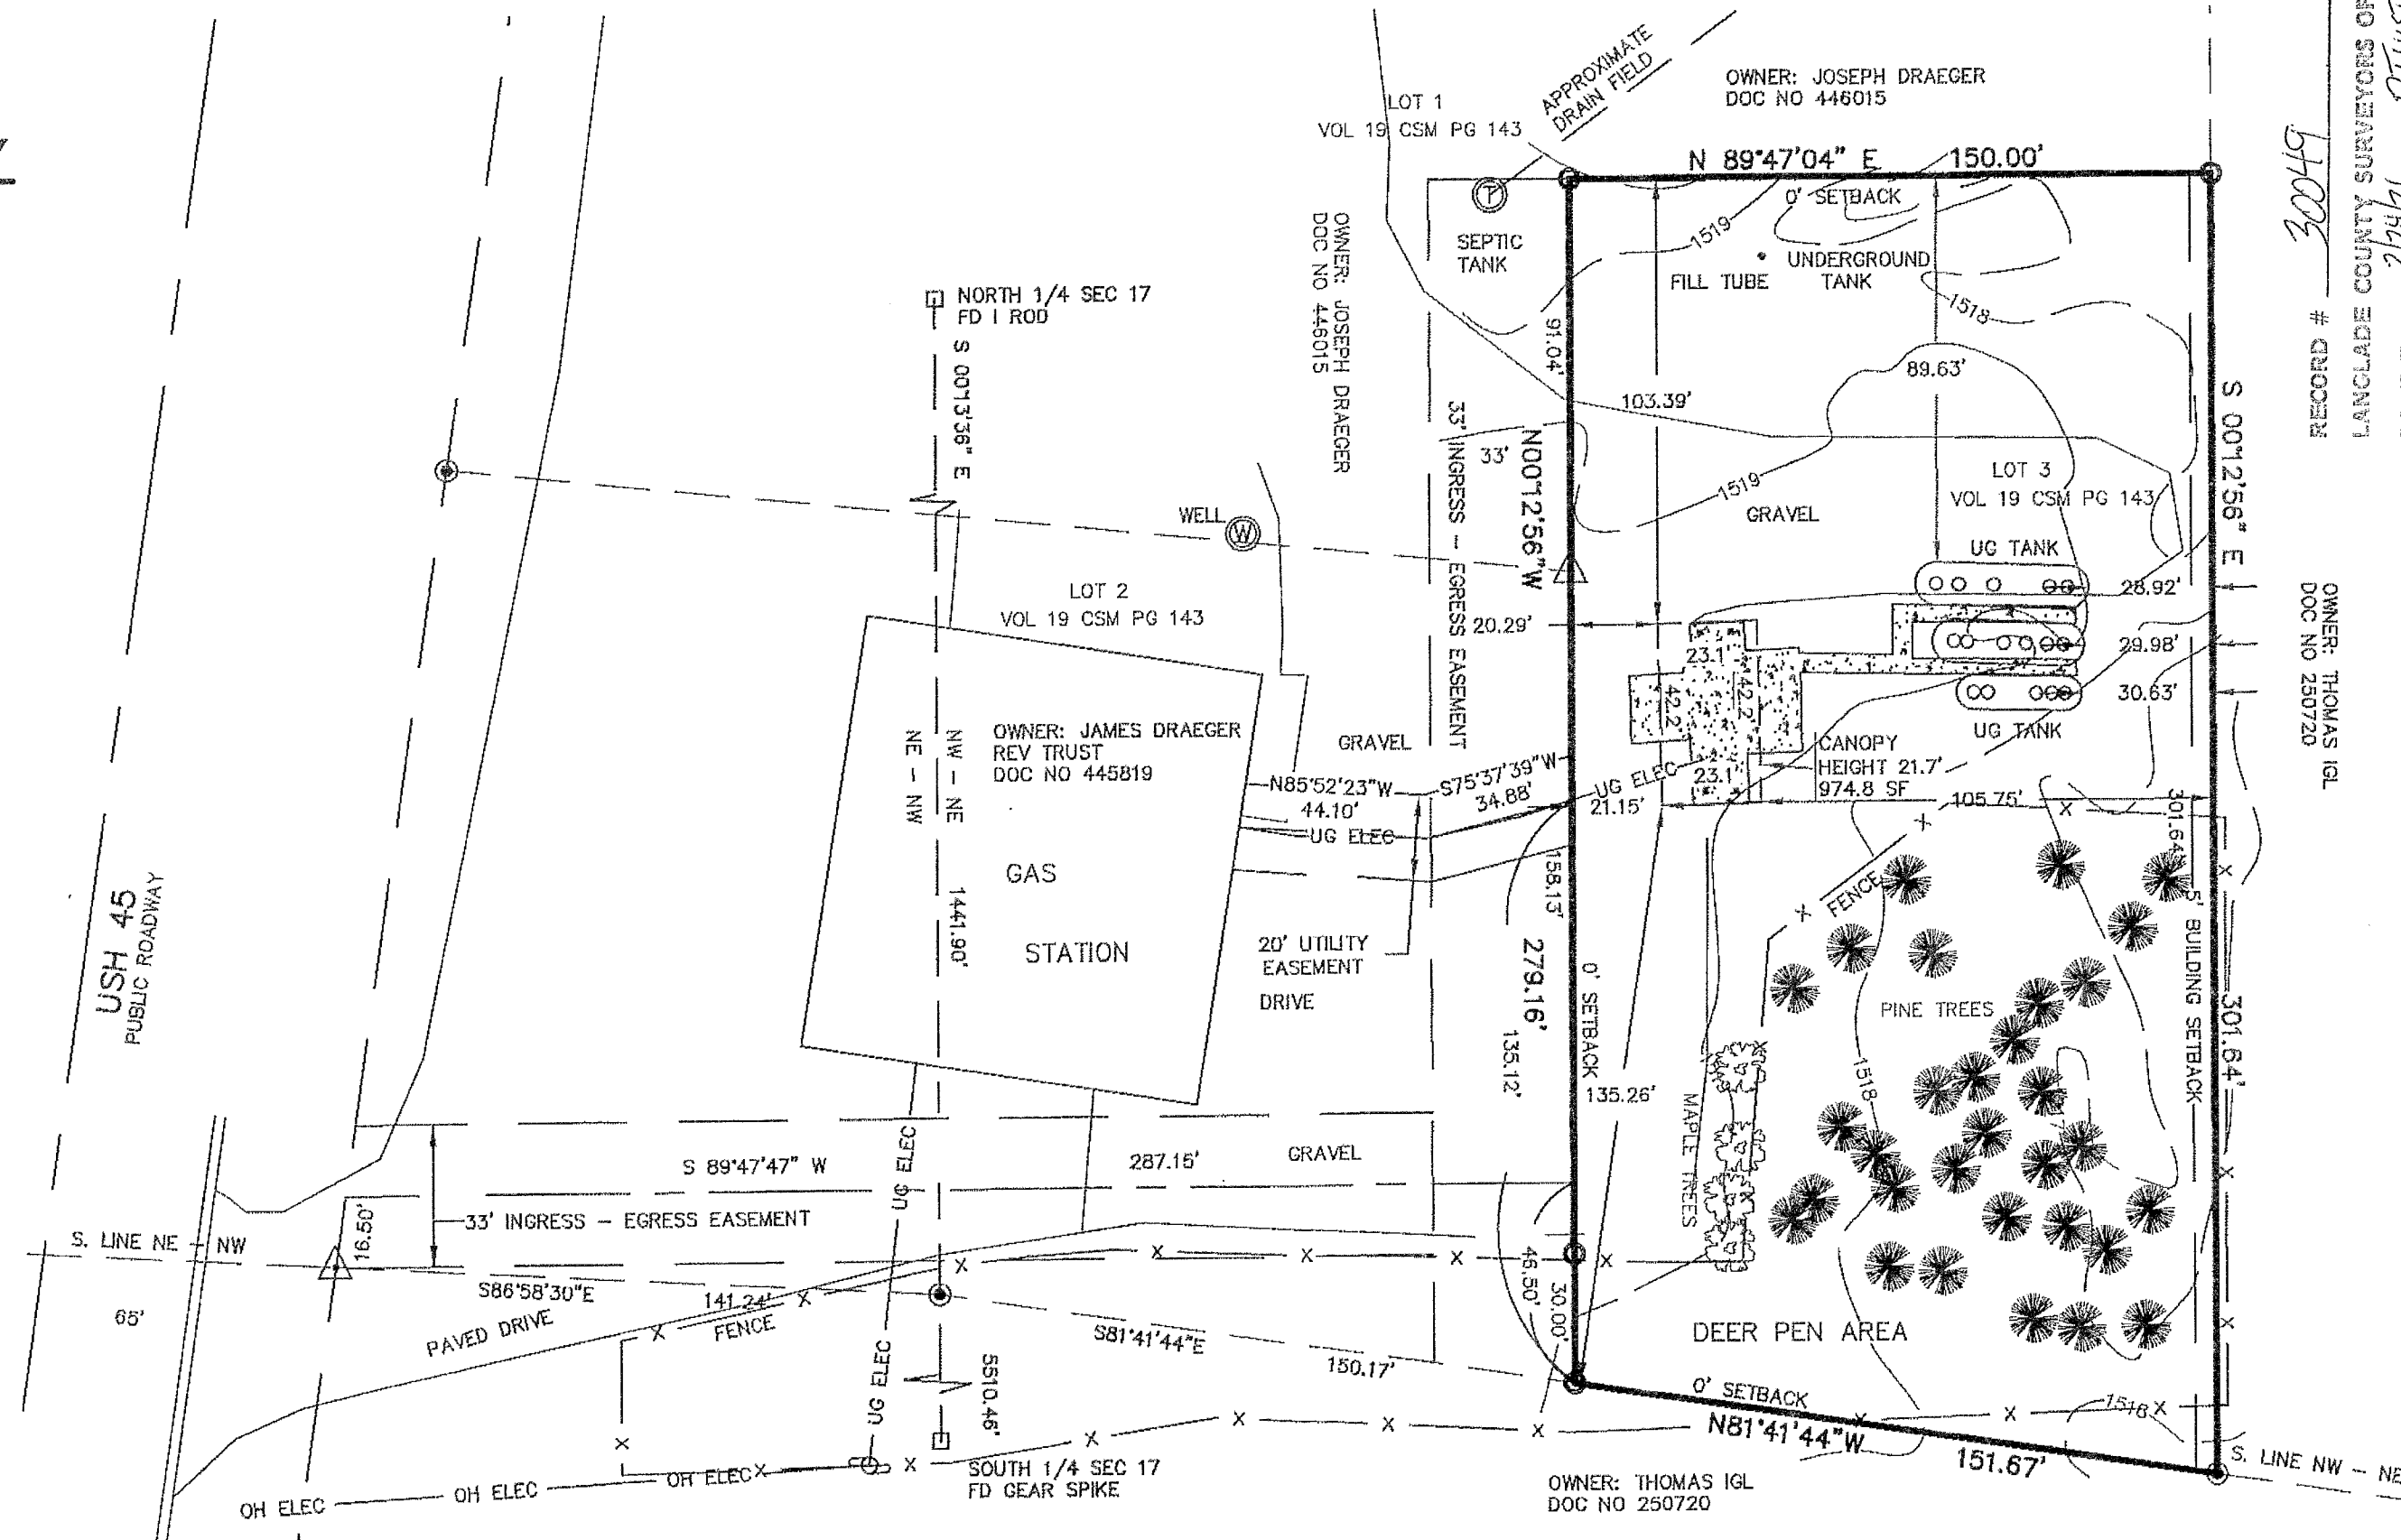 APPROXIMATE
DRAIN FIELD
OWNER: JOSEPH DRAEGER
DOC NO 446015
LOT 1
VOL 19 CSM PG 143
N 89°47'04" E 150.00'
0' SETBACK
T
SEPTIC
TANK
1519
FILL TUBE
UNDERGROUND
TANK
1518
OWNER: JOSEPH DRAEGER
DOC NO 446015
NORTH 1/4 SEC 17
FD I ROD
S 00°13'36" E
91.04'
103.39'
89.63'
33'
33' INGRESS - EGRESS EASEMENT
N00°12'56"W
1519
GRAVEL
LOT 3
VOL 19 CSM PG 143
S 00°12'56" E
RECORD # 30049
LANGLADE COUNTY SURVEYORS
OWNER: THOMAS IGL
DOC NO 250720
WELL
W
LOT 2
VOL 19 CSM PG 143
UG TANK
28.92'
29.98'
30.63'
UG TANK
20.29'
23.1'
42.2'
42.2'
23.1'
CANOPY
HEIGHT 21.7'
974.8 SF
105.75'
OWNER: JAMES DRAEGER
REV TRUST
DOC NO 445819
NW - NE
NE - NW
GRAVEL
N85°52'23"W
44.10'
S75°37'39"W
34.88'
UG ELEC
UG ELEC
21.15'
GAS
STATION
1441.90'
20' UTILITY
EASEMENT
DRIVE
158.13'
279.16'
135.12'
0' SETBACK
135.26'
301.64'
5' BUILDING SETBACK
301.64'
X
FENCE
X
PINE TREES
1518
MAPLE TREES
USH 45
PUBLIC ROADWAY
S 89°47'47" W
287.15'
GRAVEL
UG ELEC
33' INGRESS - EGRESS EASEMENT
16.50'
S. LINE NE - NW
65'
S86°58'30"E
141.24'
PAVED DRIVE
FENCE
S81°41'44"E
150.17'
46.50'
30.00'
DEER PEN AREA
0' SETBACK
N81°41'44"W
151.67'
1518
S. LINE NW - NE
UG ELEC
5510.46'
SOUTH 1/4 SEC 17
FD GEAR SPIKE
OH ELEC
OH ELEC
OH ELEC
OWNER: THOMAS IGL
DOC NO 250720